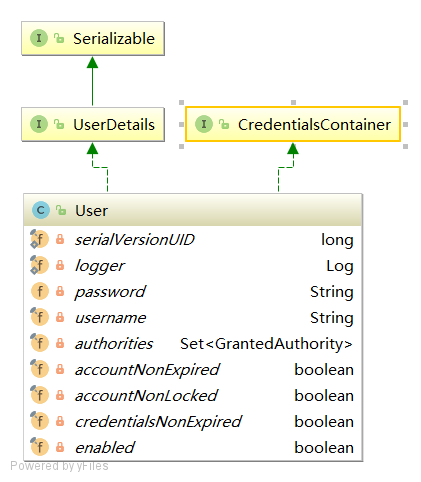 I Serializable
I UserDetails
I CredentialsContainer
C User
f serialVersionUID long
f logger Log
f password String
f username String
f authorities Set<GrantedAuthority>
f accountNonExpired boolean
f accountNonLocked boolean
f credentialsNonExpired boolean
f enabled boolean
Powered by yFiles